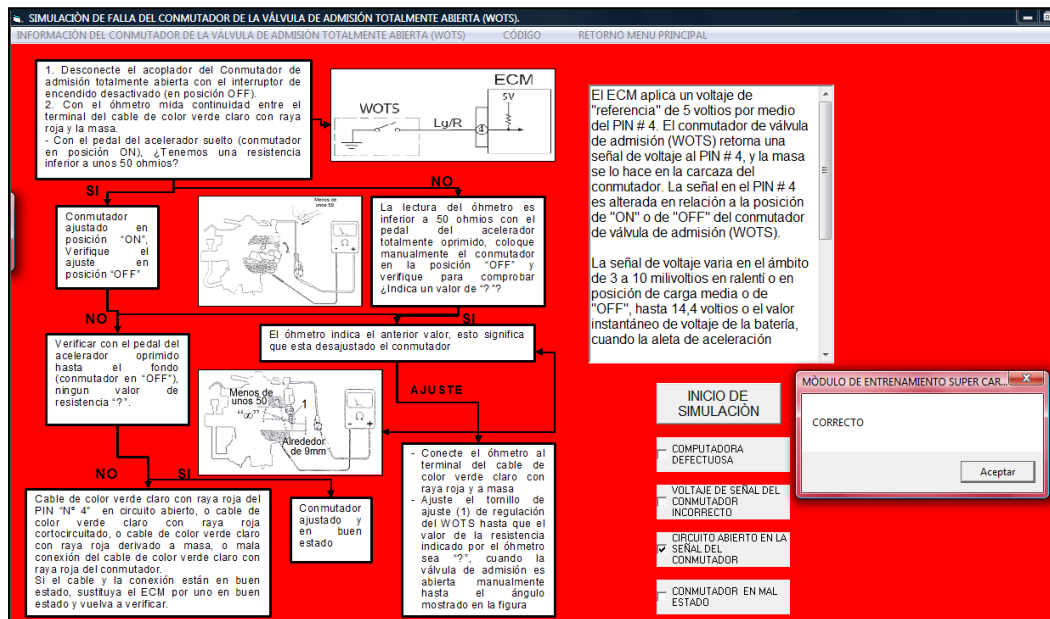 SIMULACIÒN DE FALLA DEL CONMUTADOR DE LA VÁLVULA DE ADMISIÓN TOTALMENTE ABIERTA (WOTS).
INFORMACIÒN DEL CONMUTADOR DE LA VÁLVULA DE ADMISIÓN TOTALMENTE ABIERTA (WOTS)
CÓDIGO
RETORNO MENU PRINCIPAL
1. Desconecte el acoplador del Conmutador de
admisión totalmente abierta con el interruptor de
encendido desactivado (en posición OFF).
2. Con el óhmetro mida continuidad entre el
terminal del cable de color verde claro con raya
roja y la masa.
- Con el pedal del acelerador suelto (conmutador
en posición ON), ¿Tenemos una resistencia
inferior a unos 50 ohmios?
ECM
5V
WOTS
Lg/R
4
SI
NO
Conmutador
ajustado en
posición “ON”,
Verifique el
ajuste en
posición “OFF”
Menos de
unos 50
La lectura del óhmetro es
inferior a 50 ohmios con el
pedal del acelerador
totalmente oprimido, coloque
manualmente el conmutador
en la posición “OFF” y
verifique para comprobar
¿Indica un valor de “?”?
NO
SI
Verificar con el pedal del
acelerador oprimido
hasta el fondo
(conmutador en “OFF”),
ningun valor de
resistencia “?”.
El óhmetro indica el anterior valor, esto significa
que esta desajustado el conmutador
Menos de
unos 50
“∞”
1
Alrededor
de 9mm
Ω
- +
AJUSTE
NO
SI
Cable de color verde claro con raya roja del
PIN “Nº 4” en circuito abierto, o cable de
color verde claro con raya roja
cortocircuitado, o cable de color verde claro
con raya roja derivado a masa, o mala
conexión del cable de color verde claro con
raya roja del conmutador.
Si el cable y la conexión están en buen
estado, sustituya el ECM por uno en buen
estado y vuelva a verificar.
Conmutador
ajustado y
en buen
estado
- Conecte el óhmetro al
terminal del cable de
color verde claro con
raya roja y a masa
- Ajuste el tornillo de
ajuste (1) de regulación
del WOTS hasta que el
valor de la resistencia
indicado por el óhmetro
sea “?”, cuando la
válvula de admisión es
abierta manualmente
hasta el ángulo
mostrado en la figura
El ECM aplica un voltaje de
"referencia" de 5 voltios por medio
del PIN # 4. El conmutador de válvula
de admisión (WOTS) retorna una
señal de voltaje al PIN # 4, y la masa
se lo hace en la carcaza del
conmutador. La señal en el PIN # 4
es alterada en relación a la posición
de "ON" o de "OFF" del conmutador
de válvula de admisión (WOTS).
La señal de voltaje varia en el ámbito
de 3 a 10 milivoltios en ralentí o en
posición de carga media o de
"OFF", hasta 14,4 voltios o el valor
instantáneo de voltaje de la batería,
cuando la aleta de aceleración
INICIO DE
SIMULACIÒN
COMPUTADORA
DEFECTUOSA
VOLTAJE DE SEÑAL DEL
CONMUTADOR
INCORRECTO
CIRCUITO ABIERTO EN LA
SEÑAL DEL
CONMUTADOR
CONMUTADOR EN MAL
ESTADO
MÒDULO DE ENTRENAMIENTO SUPER CAR...
CORRECTO
Aceptar